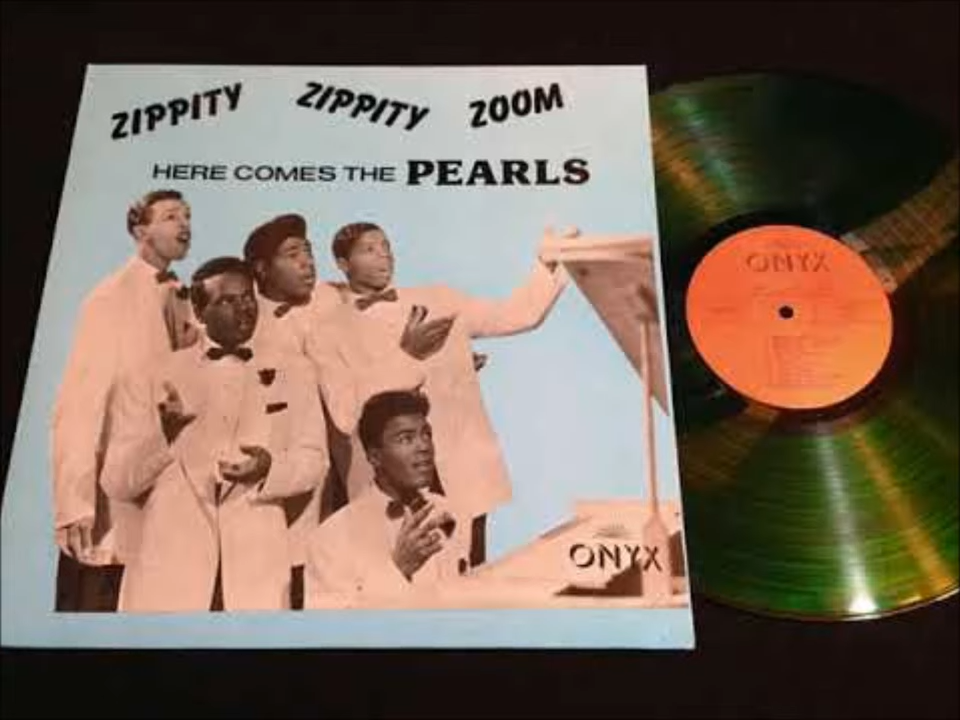 ZIPPITY ZIPPITY ZOOM
HERE COMES THE PEARLS
ONYX
ONYX